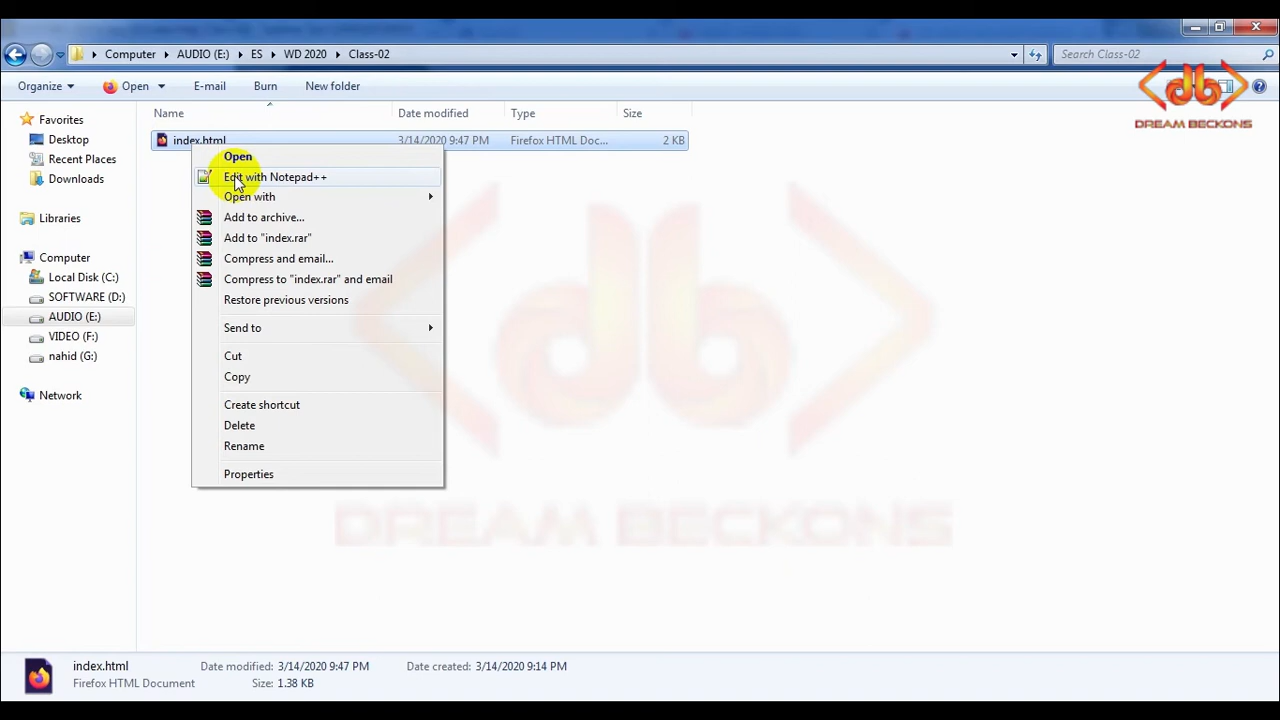 Computer AUDIO (E:) ES WD 2020 Class-02
Search Class-02
Organize Open E-mail Burn New folder
DREAM BECKONS
Name Date modified Type Size
Favorites
Desktop
Recent Places
Downloads
Libraries
Computer
Local Disk (C:)
SOFTWARE (D:)
AUDIO (E:)
VIDEO (F:)
nahid (G:)
Network
index.html 3/14/2020 9:47 PM Firefox HTML Doc... 2 KB
Open
Edit with Notepad++
Open with
Add to archive...
Add to "index.rar"
Compress and email...
Compress to "index.rar" and email
Restore previous versions
Send to
Cut
Copy
Create shortcut
Delete
Rename
Properties
DREAM BECKONS
index.html Date modified: 3/14/2020 9:47 PM Date created: 3/14/2020 9:14 PM
Firefox HTML Document Size: 1.38 KB